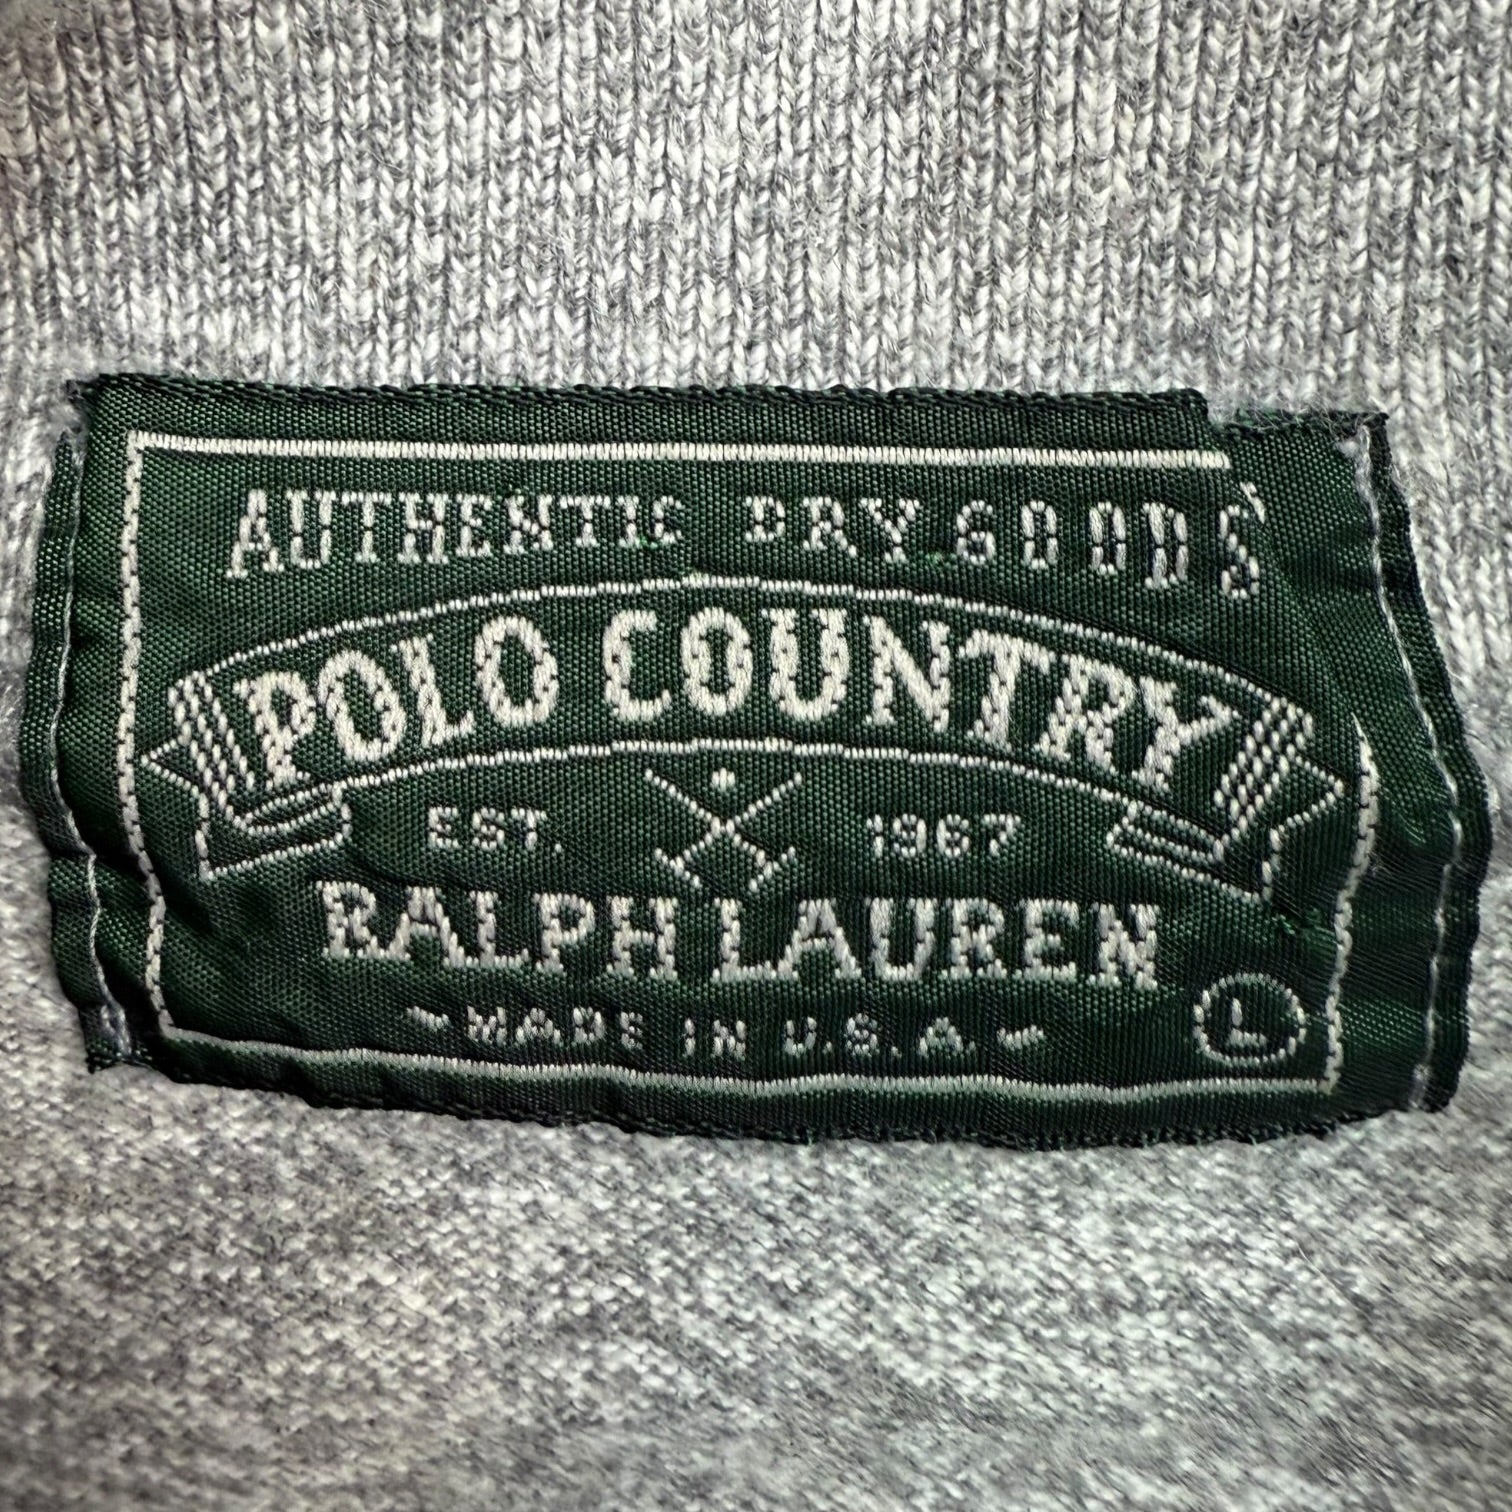 AUTHENTIC DRY GOODS
POLO COUNTRY
EST. 1967
RALPH LAUREN
- MADE IN U.S.A. -
L